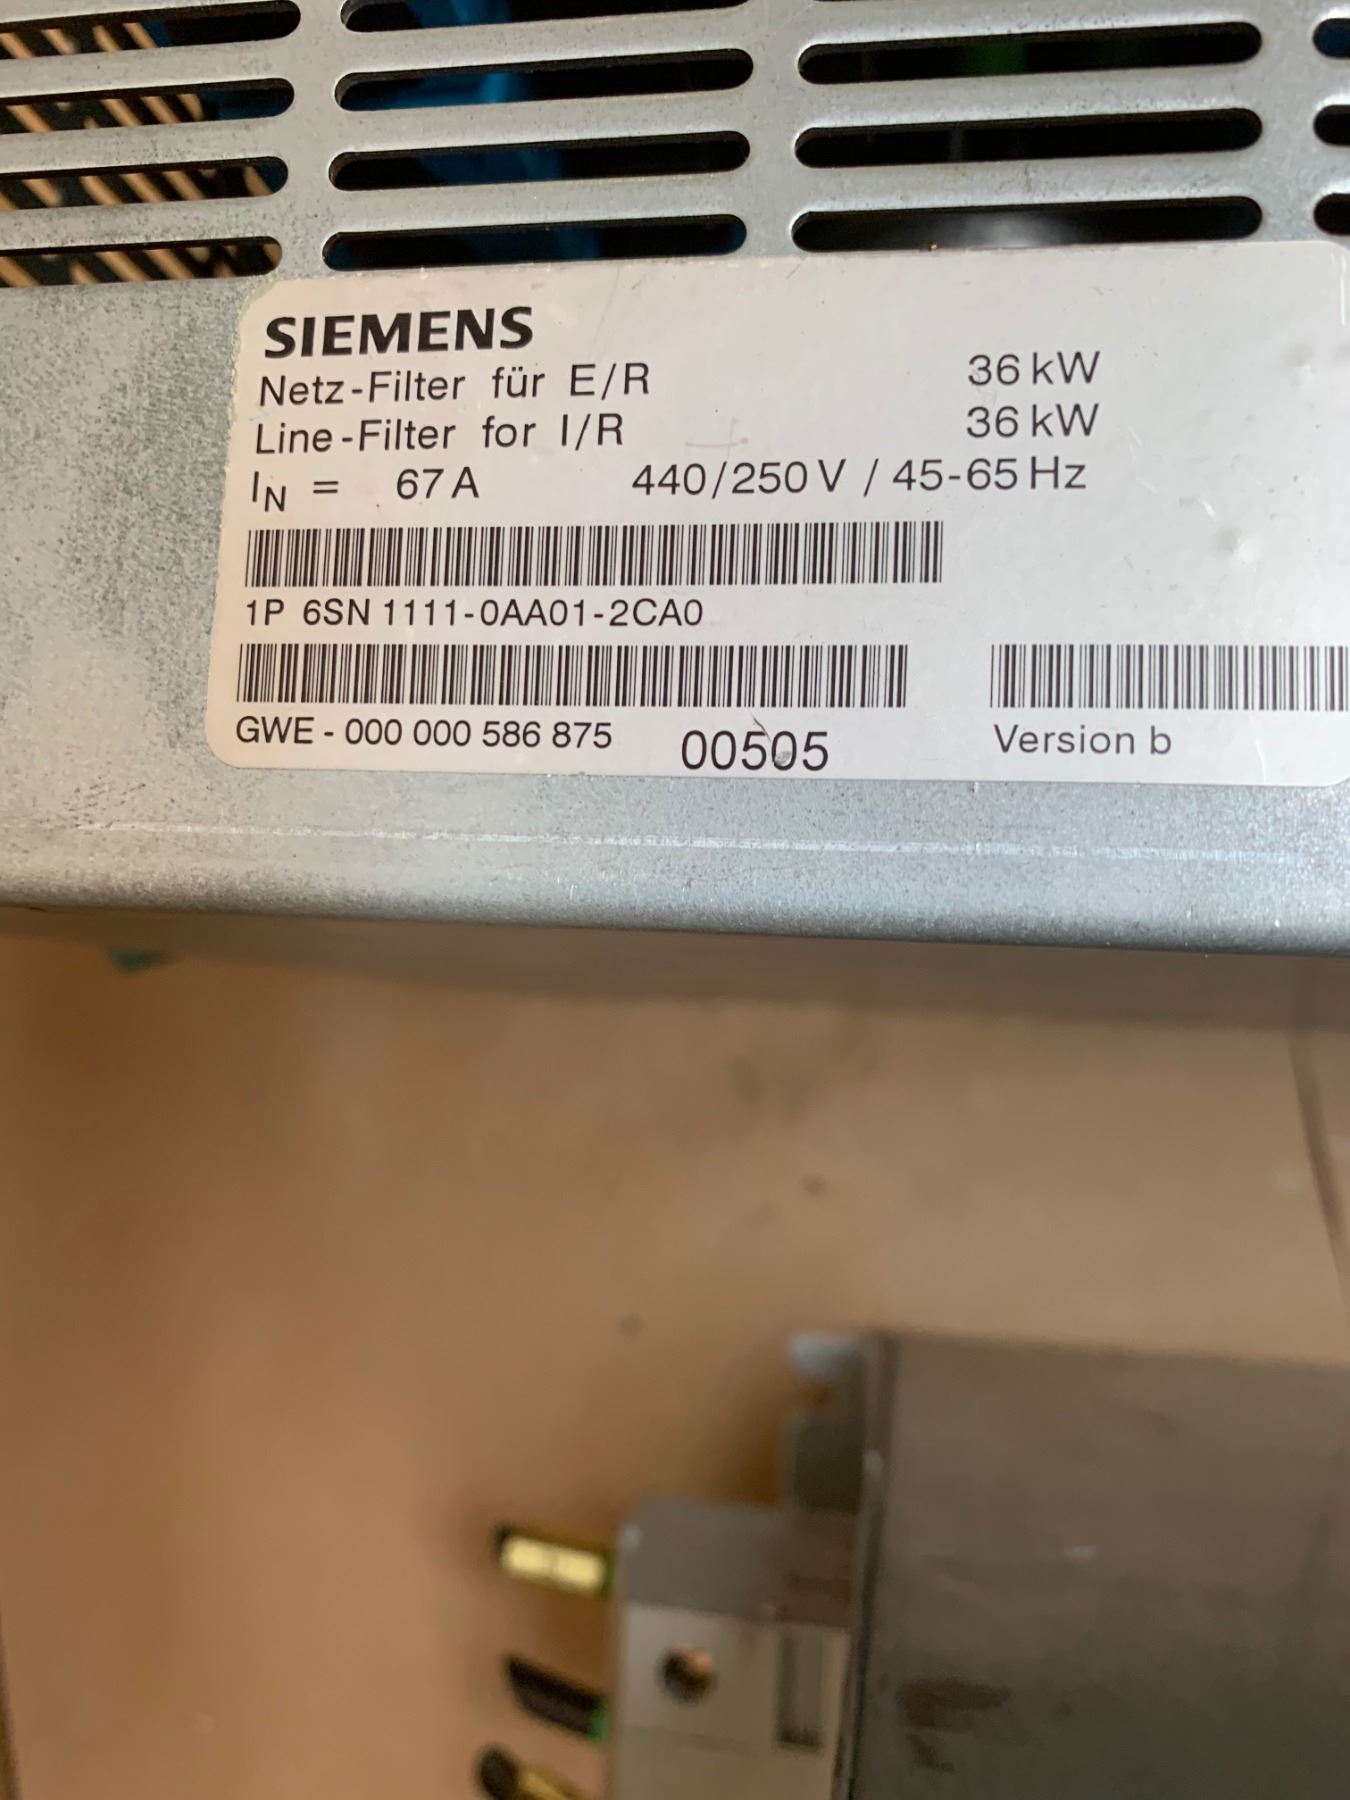 SIEMENS
Netz-Filter für E/R 36 kW
Line-Filter for I/R 36 kW
IN = 67 A 440/250 V / 45-65 Hz
1P 6SN 1111-0AA01-2CA0
GWE - 000 000 586 875 00505 Version b